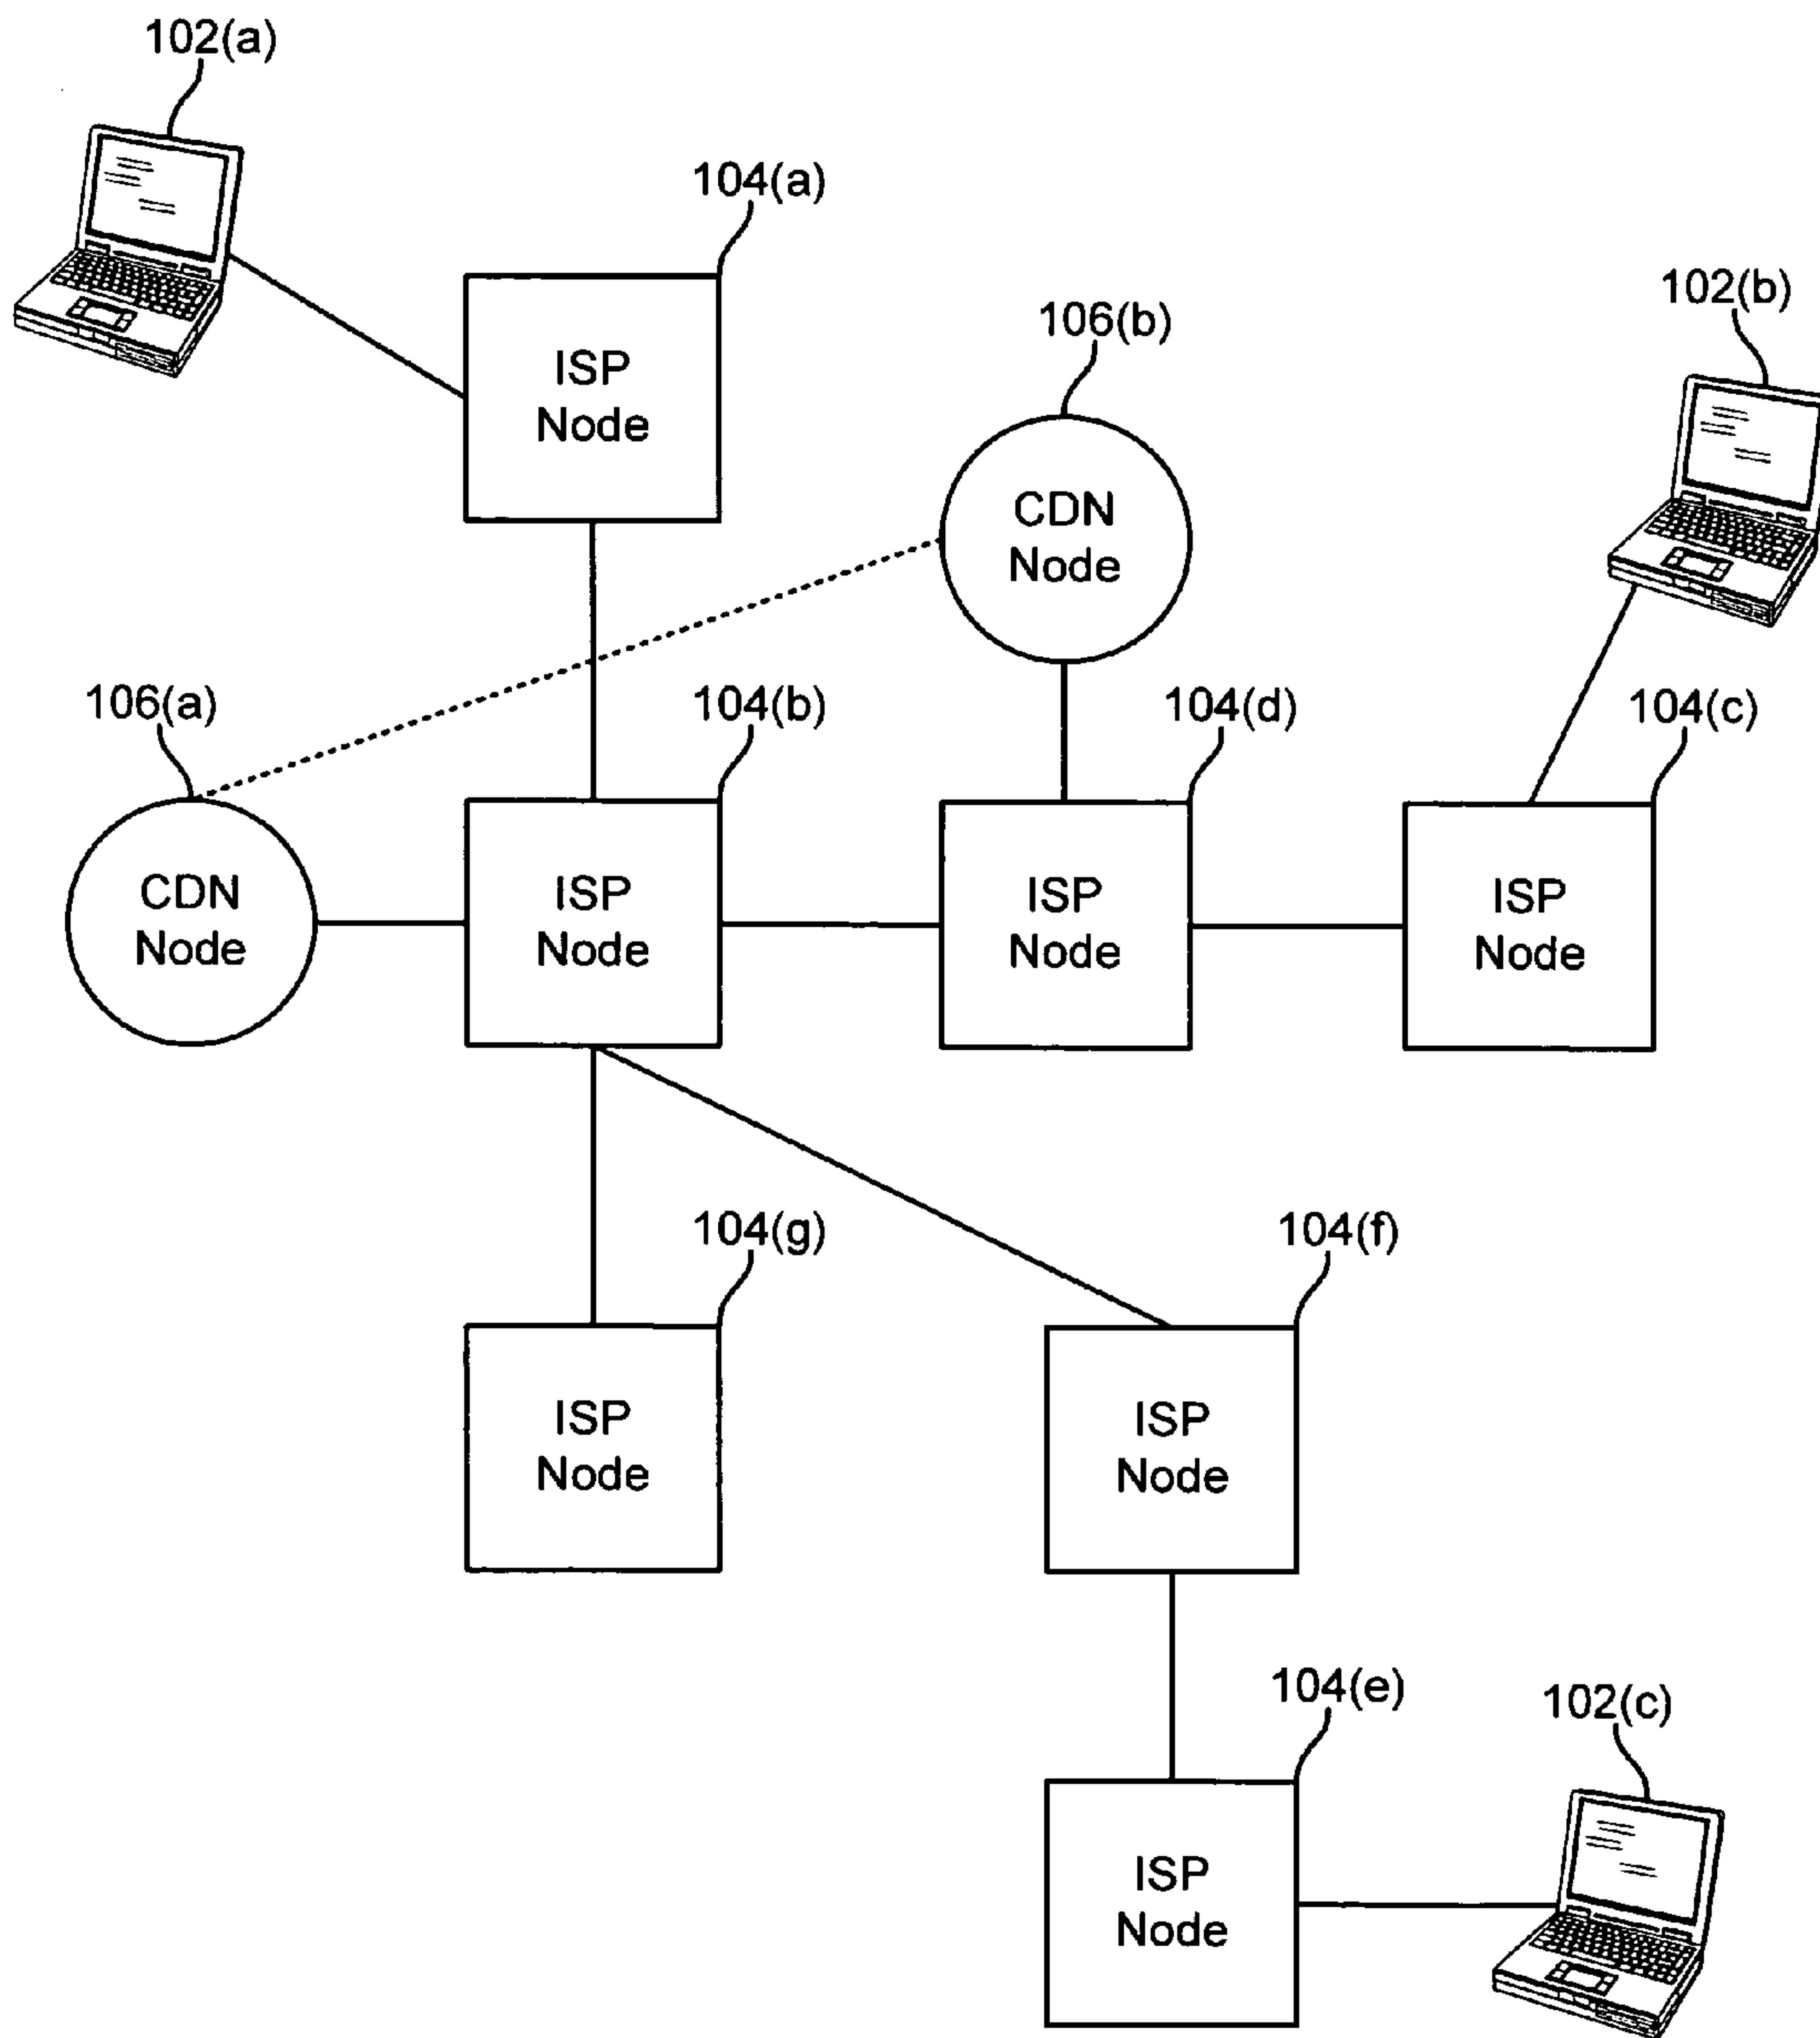 102(a)
104(a)
ISP
Node
102(b)
106(b)
CDN
Node
106(a)
104(b)
104(d)
104(c)
CDN
Node
ISP
Node
ISP
Node
ISP
Node
104(g)
104(f)
ISP
Node
ISP
Node
104(e)
102(c)
ISP
Node